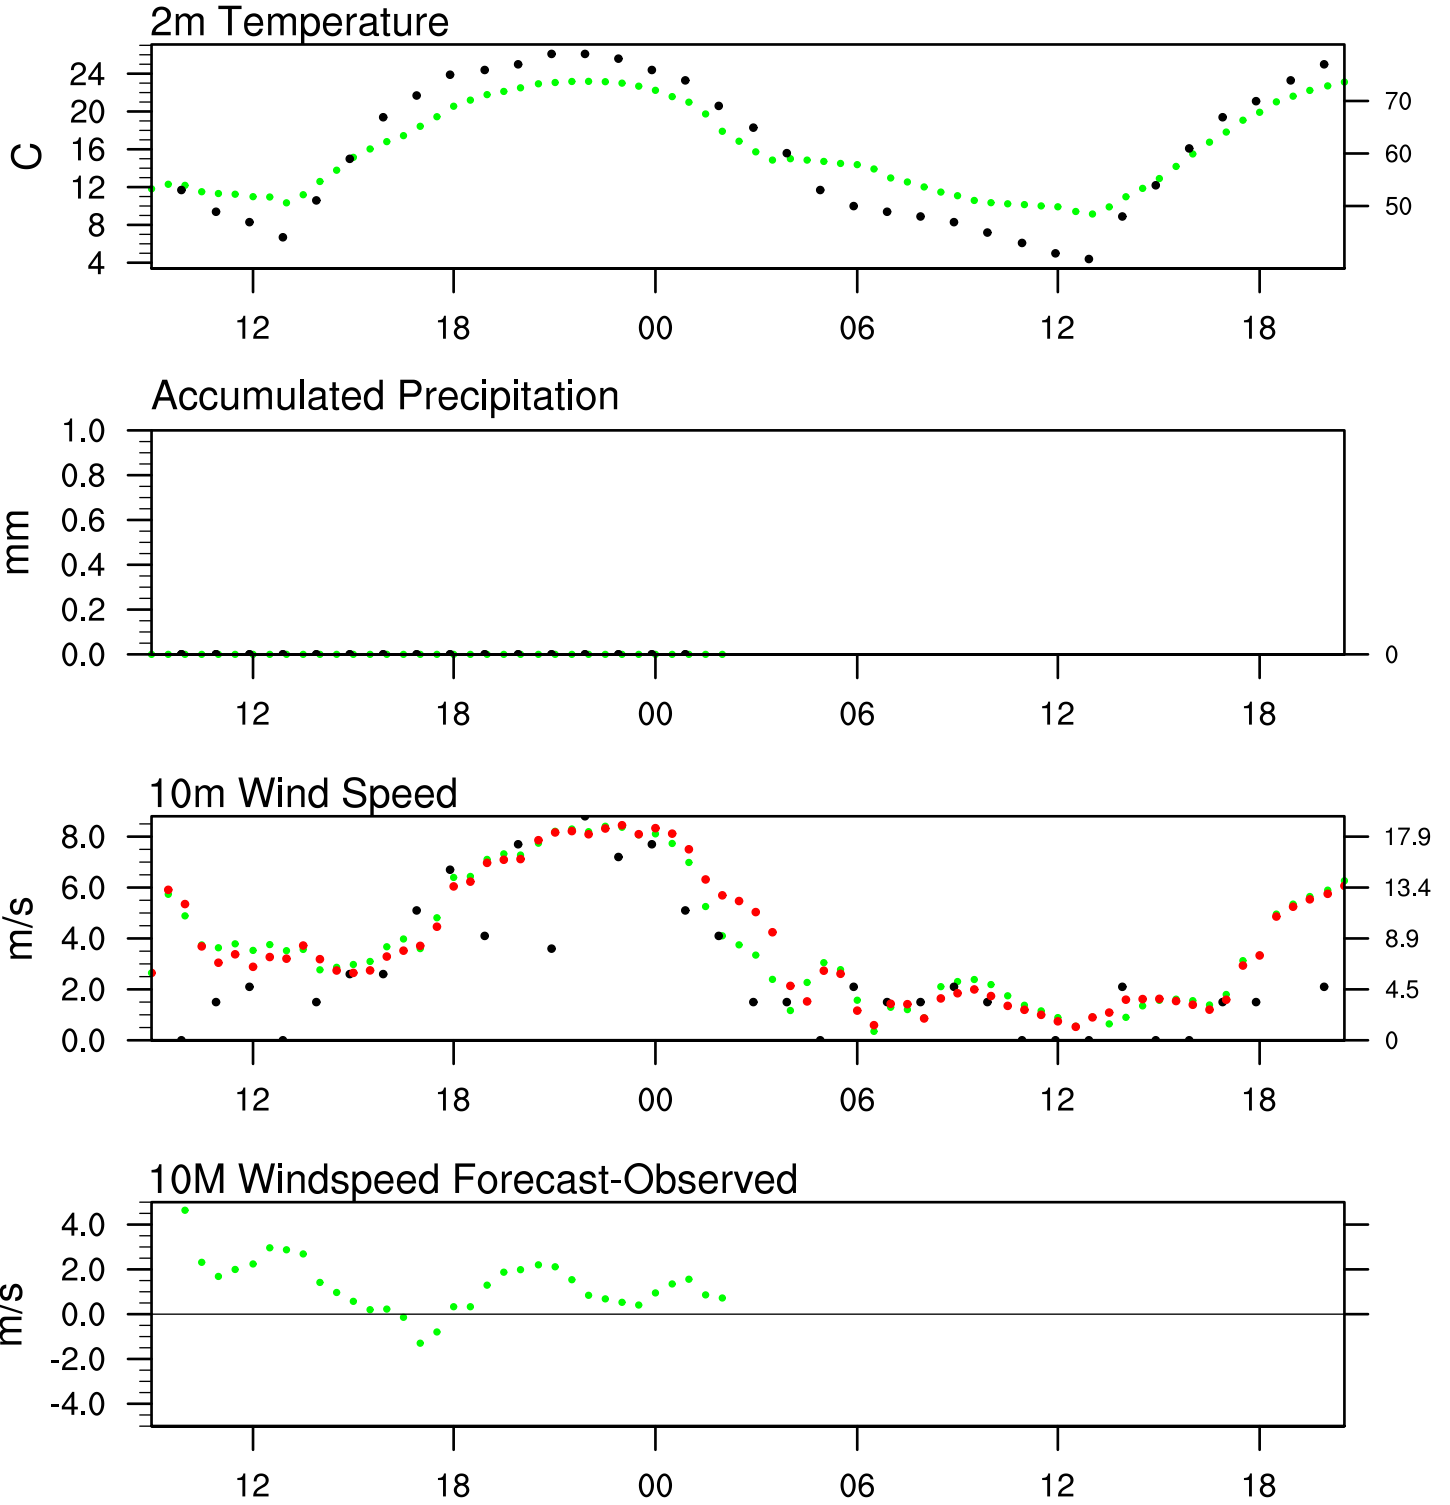 2m Temperature
24
20
16
12
8
4
C
70
60
50
12 18 00 06 12 18
Accumulated Precipitation
1.0
0.8
0.6
0.4
0.2
0.0
mm
0
12 18 00 06 12 18
10m Wind Speed
8.0
6.0
4.0
2.0
0.0
m/s
17.9
13.4
8.9
4.5
0
12 18 00 06 12 18
10M Windspeed Forecast-Observed
4.0
2.0
0.0
-2.0
-4.0
m/s
12 18 00 06 12 18